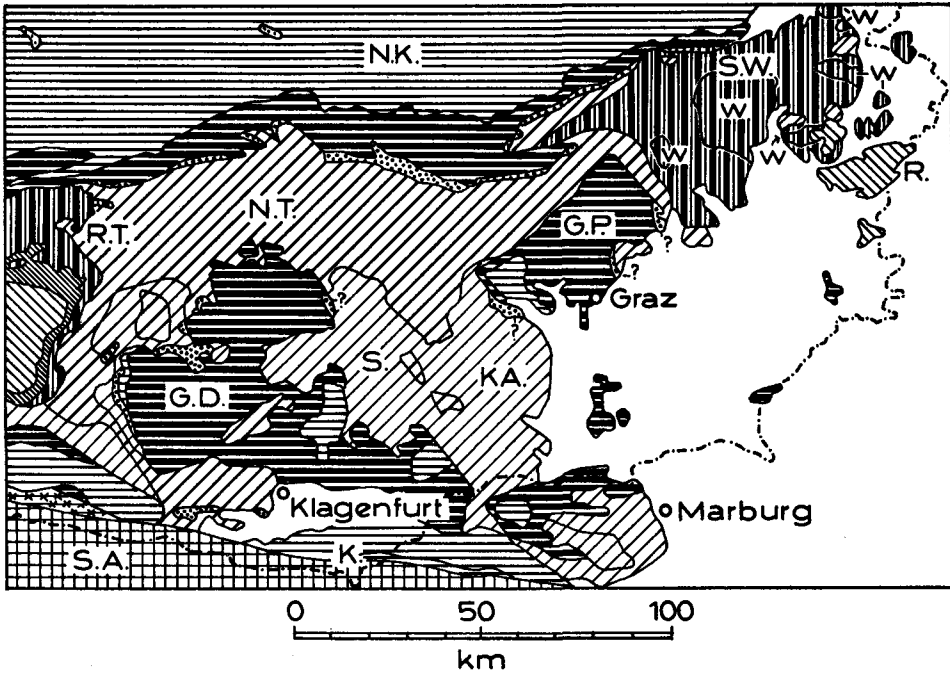 W
N.K.
S.W.
W
W
W
W
R.
N.T.
R.T.
G.P.
?
?
Graz
?
?
S.
KA.
G.D.
Klagenfurt
Marburg
K.
S.A.
0 50 100
km